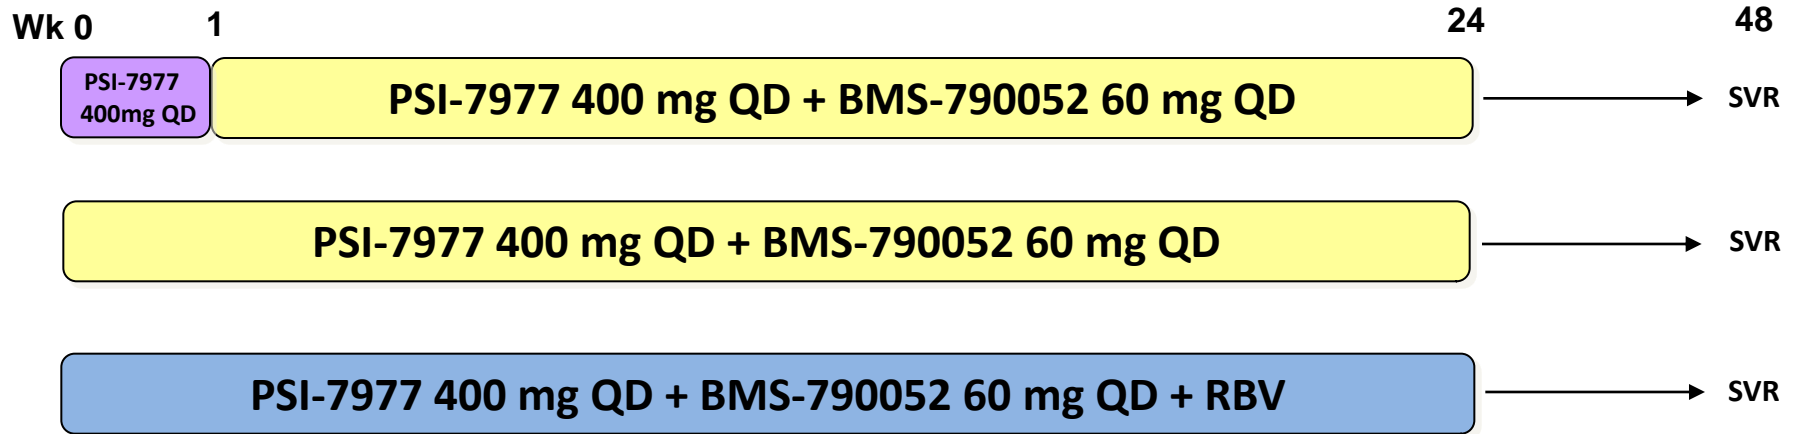 Wk 0 1 24 48
PSI-7977
400mg QD
PSI-7977 400 mg QD + BMS-790052 60 mg QD
SVR
PSI-7977 400 mg QD + BMS-790052 60 mg QD
SVR
PSI-7977 400 mg QD + BMS-790052 60 mg QD + RBV
SVR